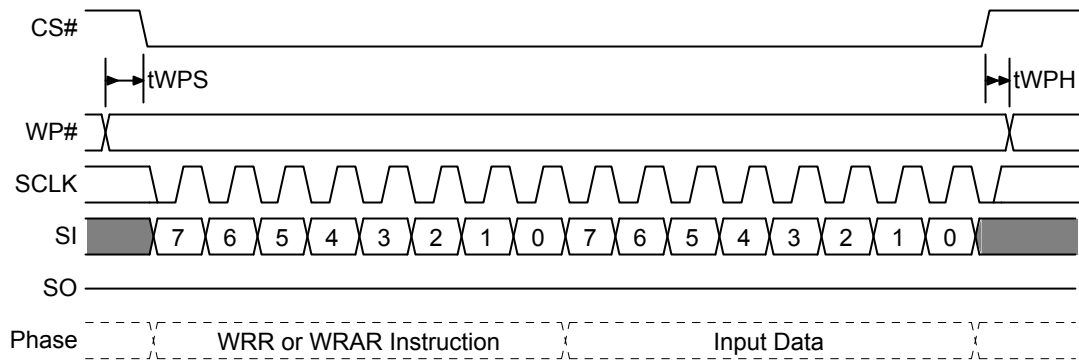 CS#
tWPS
tWPH
WP#
SCLK
SI 7 6 5 4 3 2 1 0 7 6 5 4 3 2 1 0
SO
Phase WRR or WRAR Instruction Input Data